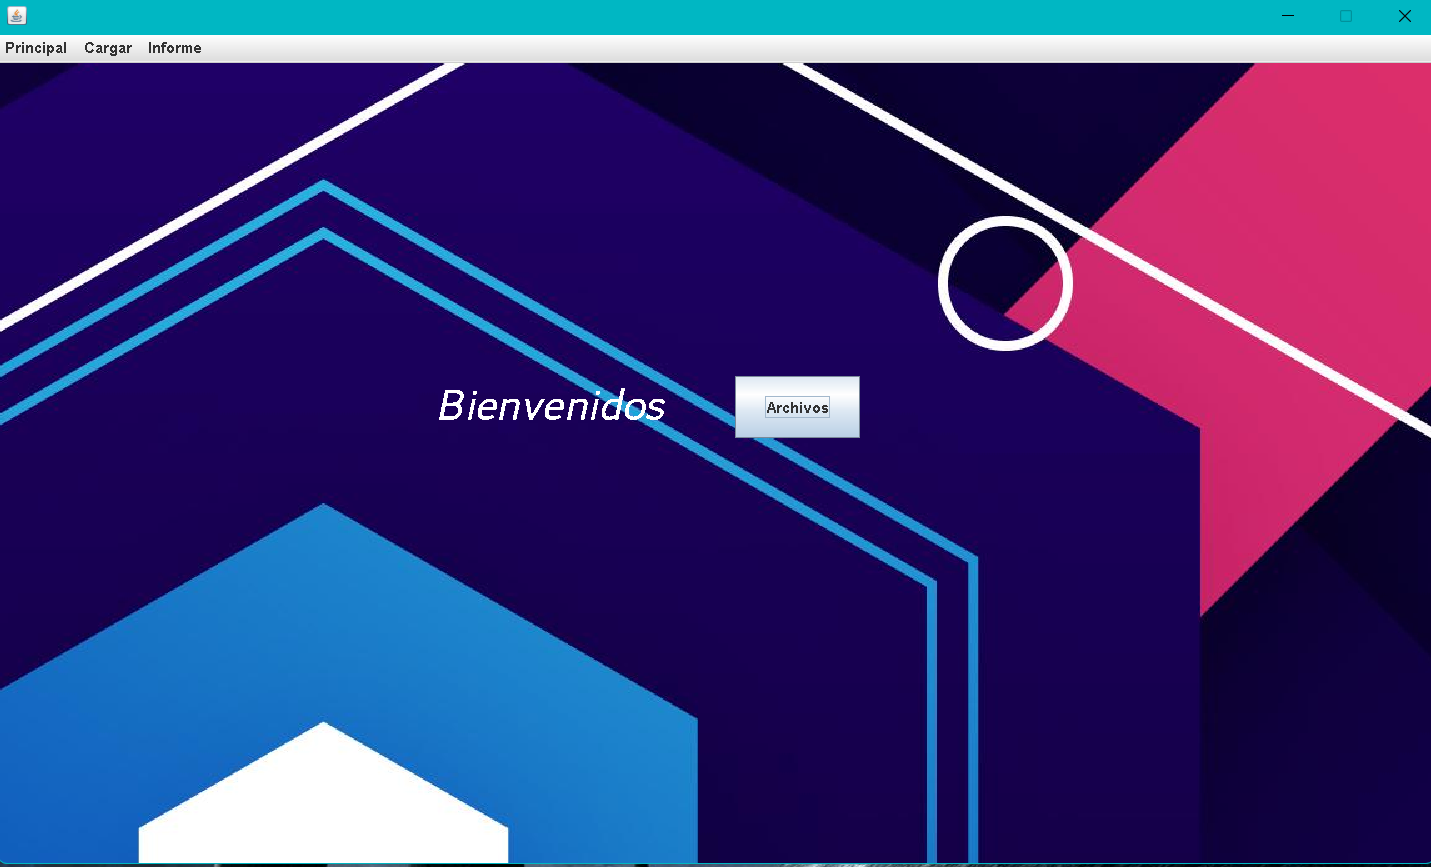 Principal Cargar Informe
Bienvenidos
Archivos